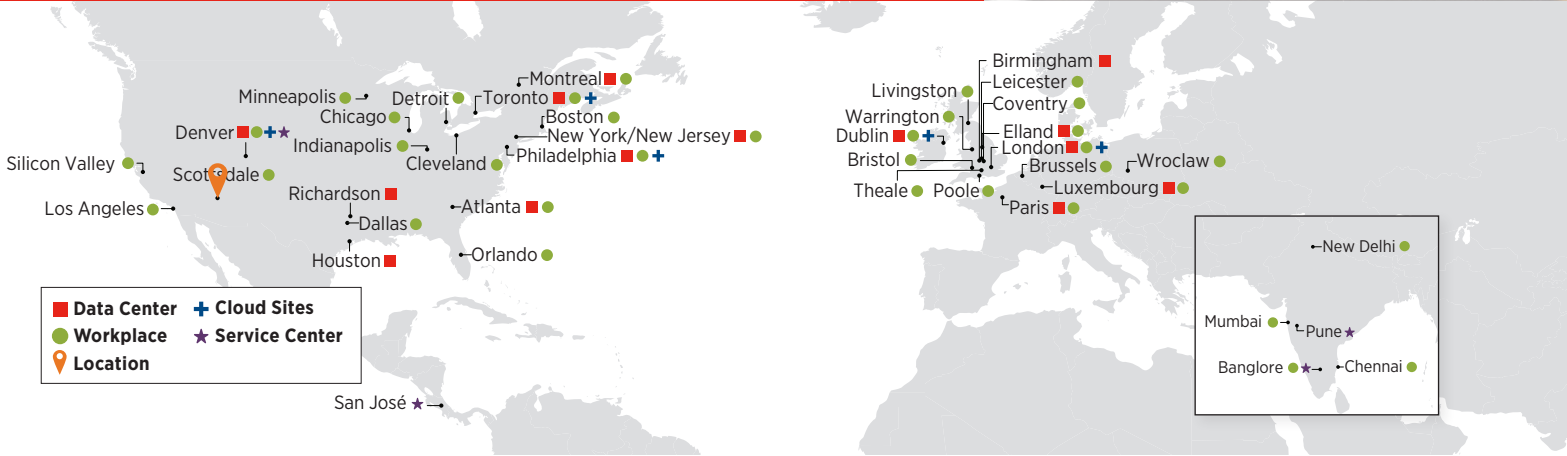 Montreal
Minneapolis
Detroit
Toronto
Chicago
Boston
Denver
New York/New Jersey
Indianapolis
Philadelphia
Silicon Valley
Cleveland
Scottsdale
Richardson
Los Angeles
Atlanta
Dallas
Orlando
Houston
Data Center
Cloud Sites
Workplace
Service Center
Location
San José
Birmingham
Leicester
Livingston
Coventry
Warrington
Elland
Dublin
London
Bristol
Brussels
Wroclaw
Theale
Poole
Luxembourg
Paris
New Delhi
Mumbai
Pune
Banglore
Chennai